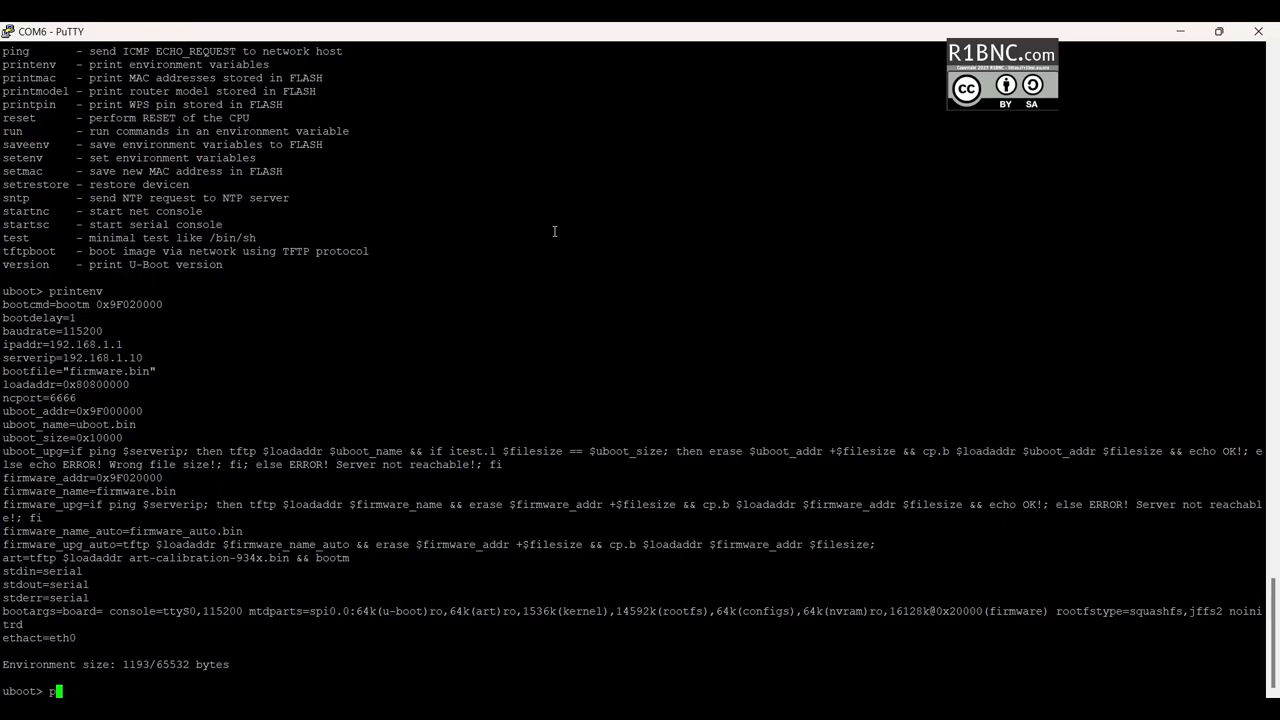 COM6 - PuTTY
ping - send ICMP ECHO_REQUEST to network host
printenv - print environment variables
printmac - print MAC addresses stored in FLASH
printmodel - print router model stored in FLASH
printpin - print WPS pin stored in FLASH
reset - perform RESET of the CPU
run - run commands in an environment variable
saveenv - save environment variables to FLASH
setenv - set environment variables
setmac - save new MAC address in FLASH
setrestore - restore devicen
sntp - send NTP request to NTP server
startnc - start net console
startsc - start serial console
test - minimal test like /bin/sh
tftpboot - boot image via network using TFTP protocol
version - print U-Boot version
uboot> printenv
bootcmd=bootm 0x9F020000
bootdelay=1
baudrate=115200
ipaddr=192.168.1.1
serverip=192.168.1.10
bootfile="firmware.bin"
loadaddr=0x80800000
ncport=6666
uboot_addr=0x9F000000
uboot_name=uboot.bin
uboot_size=0x10000
uboot_upg=if ping $serverip; then tftp $loadaddr $uboot_name && if itest.l $filesize == $uboot_size; then erase $uboot_addr +$filesize && cp.b $loadaddr $uboot_addr $filesize && echo OK!; e
lse echo ERROR! Wrong file size!; fi; else ERROR! Server not reachable!; fi
firmware_addr=0x9F020000
firmware_name=firmware.bin
firmware_upg=if ping $serverip; then tftp $loadaddr $firmware_name && erase $firmware_addr +$filesize && cp.b $loadaddr $firmware_addr $filesize && echo OK!; else ERROR! Server not reachabl
e!; fi
firmware_name_auto=firmware_auto.bin
firmware_upg_auto=tftp $loadaddr $firmware_name_auto && erase $firmware_addr +$filesize && cp.b $loadaddr $firmware_addr $filesize;
art=tftp $loadaddr art-calibration-934x.bin && bootm
stdin=serial
stdout=serial
stderr=serial
bootargs=board= console=ttyS0,115200 mtdparts=spi0.0:64k(u-boot)ro,64k(art)ro,1536k(kernel),14592k(rootfs),64k(configs),64k(nvram)ro,16128k@0x20000(firmware) rootfstype=squashfs,jffs2 noini
trd
ethact=eth0
Environment size: 1193/65532 bytes
uboot> p
R1BNC.com
cc
BY SA